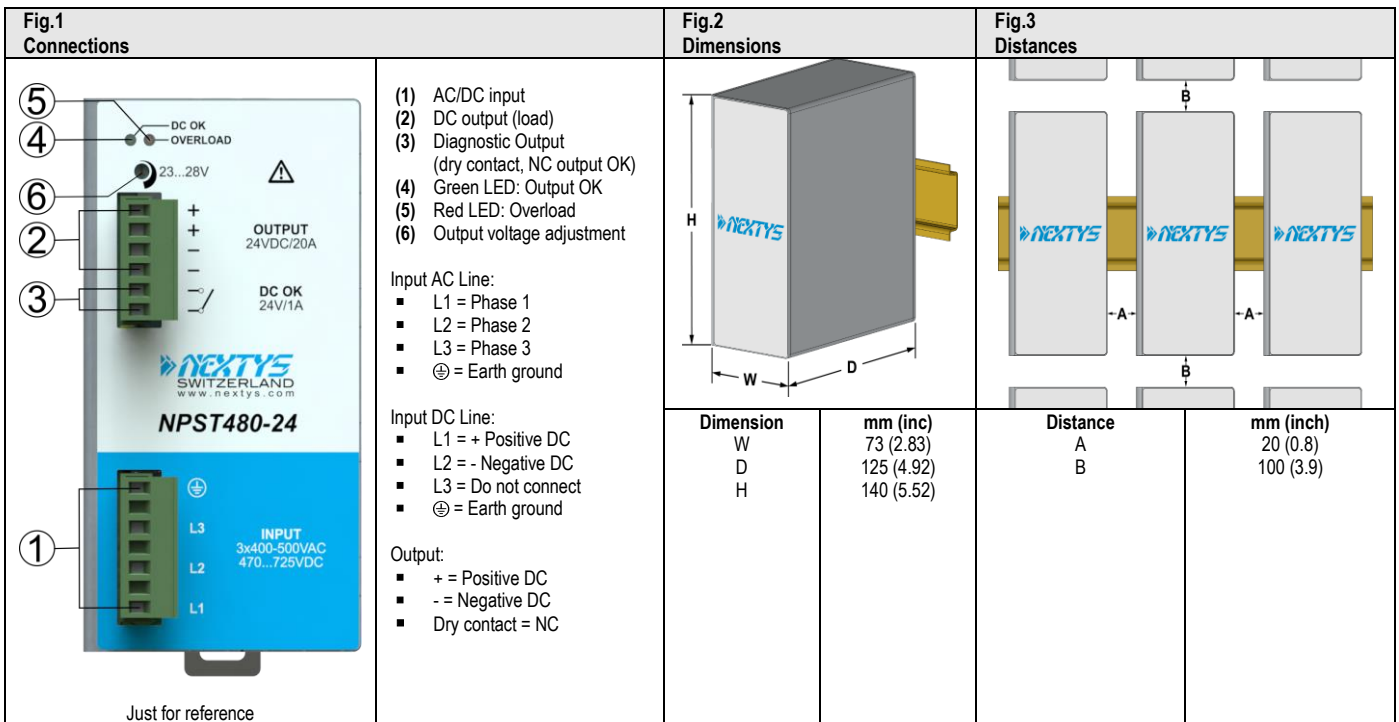 Fig.1
Connections
Fig.2
Dimensions
Fig.3
Distances
5
4
6
2
3
1
DC OK
OVERLOAD
23...28V
+
+
−
−
OUTPUT
24VDC/20A
DC OK
24V/1A
NEXTYS
SWITZERLAND
www.nextys.com
NPST480-24
L3
L2
L1
INPUT
3x400-500VAC
470...725VDC
Just for reference
(1) AC/DC input
(2) DC output (load)
(3) Diagnostic Output
(dry contact, NC output OK)
(4) Green LED: Output OK
(5) Red LED: Overload
(6) Output voltage adjustment
Input AC Line:
▪ L1 = Phase 1
▪ L2 = Phase 2
▪ L3 = Phase 3
▪ ⏚ = Earth ground
Input DC Line:
▪ L1 = + Positive DC
▪ L2 = - Negative DC
▪ L3 = Do not connect
▪ ⏚ = Earth ground
Output:
▪ + = Positive DC
▪ - = Negative DC
▪ Dry contact = NC
H
NEXTYS
W
D
Dimension mm (inc)
W 73 (2.83)
D 125 (4.92)
H 140 (5.52)
B
NEXTYS NEXTYS NEXTYS
A A
B
Distance mm (inch)
A 20 (0.8)
B 100 (3.9)